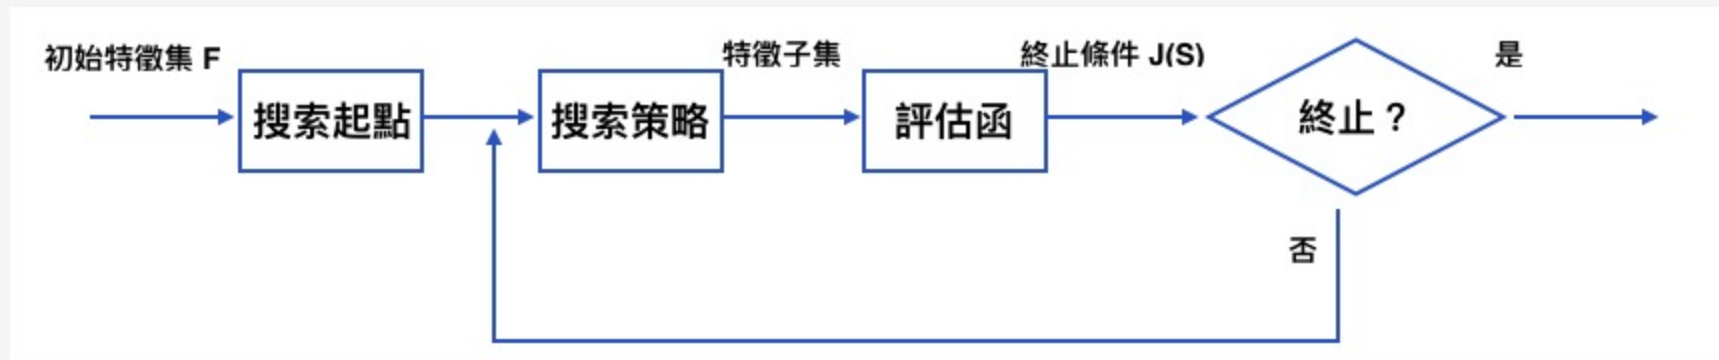 初始特徵集 F
搜索起點
搜索策略
特徵子集
評估函
終止條件 J(S)
終止？
是
否